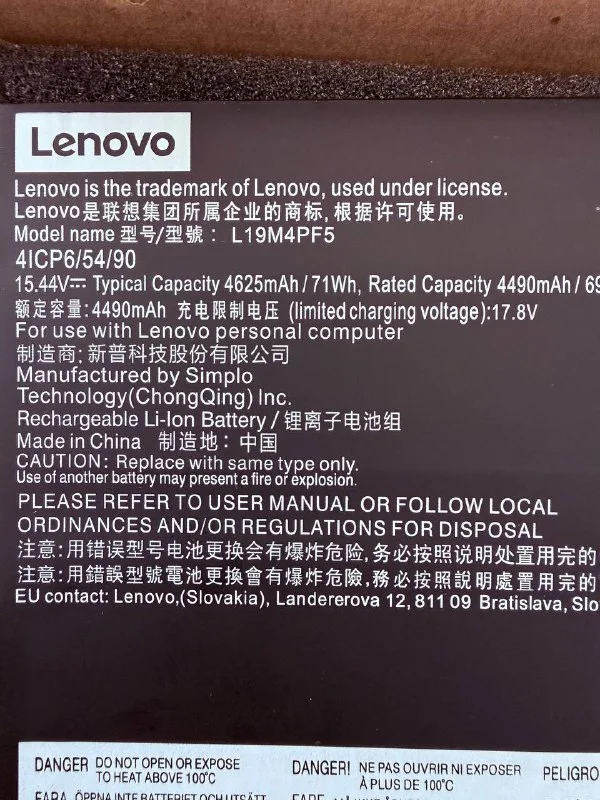 Lenovo
Lenovo is the trademark of Lenovo, used under license.
Lenovo是联想集团所属企业的商标,根据许可使用。
Model name 型号/型號： L19M4PF5
4ICP6/54/90
15.44V⎓ Typical Capacity 4625mAh / 71Wh, Rated Capacity 4490mAh / 69
额定容量:4490mAh 充电限制电压 (limited charging voltage):17.8V
For use with Lenovo personal computer
制造商: 新普科技股份有限公司
Manufactured by Simplo
Technology(ChongQing) Inc.
Rechargeable Li-Ion Battery / 锂离子电池组
Made in China 制造地：中国
CAUTION: Replace with same type only.
Use of another battery may present a fire or explosion.
PLEASE REFER TO USER MANUAL OR FOLLOW LOCAL
ORDINANCES AND/OR REGULATIONS FOR DISPOSAL
注意:用错误型号电池更换会有爆炸危险,务必按照说明处置用完的
注意:用錯誤型號電池更換會有爆炸危險,務必按照說明處置用完的
EU contact: Lenovo,(Slovakia), Landererova 12, 811 09 Bratislava, Slo
DANGER DO NOT OPEN OR EXPOSE
TO HEAT ABOVE 100°C
DANGER! NE PAS OUVRIR NI EXPOSER
À PLUS DE 100°C
PELIGRO
FARA ÖPPNA INTE BATTERIET OCH UTSÄTT